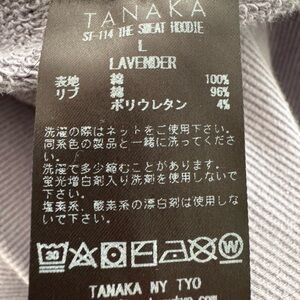 TANAKA
ST-114 THE SWEAT HOODIE
L
LAVENDER
表地 綿 100%
リブ 綿 96%
ポリウレタン 4%
洗濯の際はネットをご使用下さい。
同系色の製品と一緒に洗ってください。
洗濯で多少縮むことがあります。
蛍光増白剤入り洗剤を使用しないで下さい。
塩素系、酸素系の漂白剤は使用しないで下さい。
30
W
TANAKA NY TYO